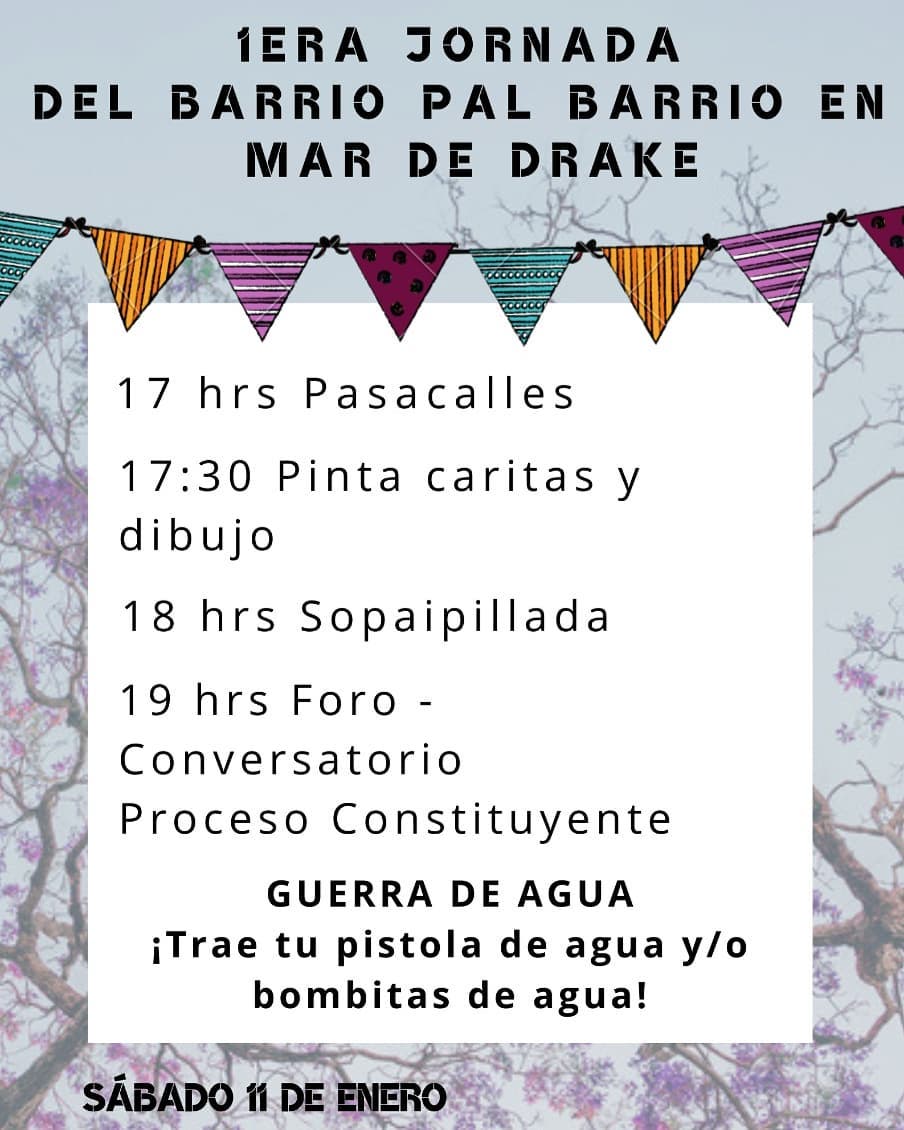 1ERA JORNADA
DEL BARRIO PAL BARRIO EN
MAR DE DRAKE
17 hrs Pasacalles
17:30 Pinta caritas y
dibujo
18 hrs Sopaipillada
19 hrs Foro -
Conversatorio
Proceso Constituyente
GUERRA DE AGUA
¡Trae tu pistola de agua y/o
bombitas de agua!
SÁBADO 11 DE ENERO